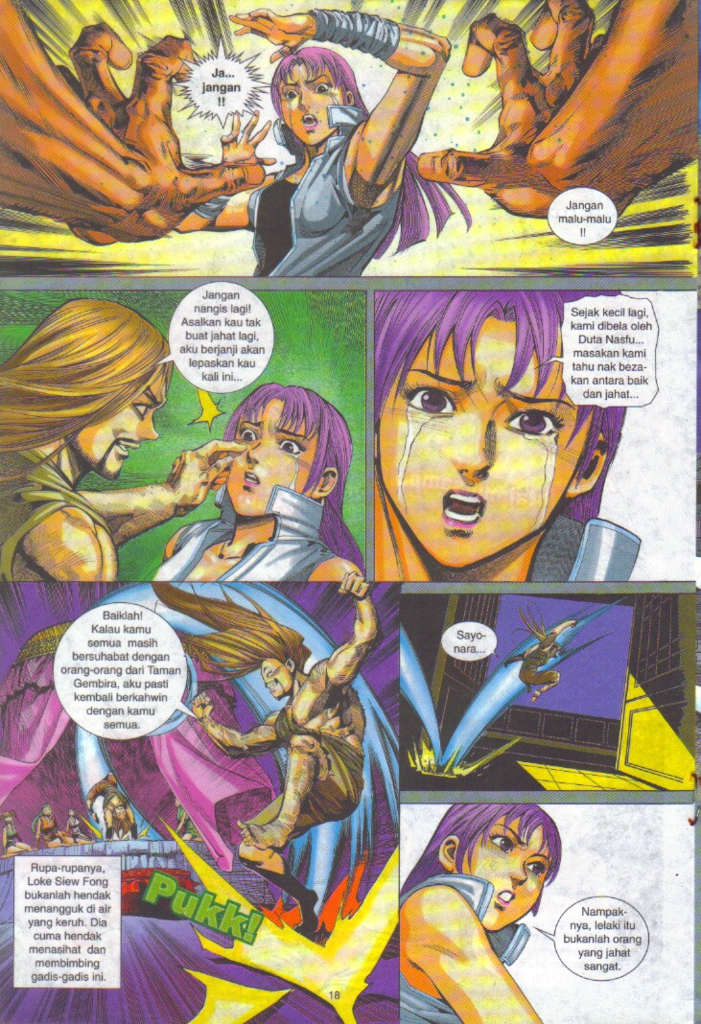 Ja...
jangan
!!
Jangan
malu-malu
!!
Jangan
nangis lagi!
Asalkan kau tak
buat jahat lagi,
aku berjanji akan
lepaskan kau
kali ini...
Sejak kecil lagi,
kami dibela oleh
Duta Nasfu...
masakan kami
tahu nak beza-
kan antara baik
dan jahat...
Baiklah!
Kalau kamu
semua masih
bersuhabat dengan
orang-orang dari Taman
Gembira, aku pasti
kembali berkahwin
dengan kamu
semua.
Sayo-
nara...
Rupa-rupanya,
Loke Siew Fong
bukanlah hendak
menangguk di air
yang keruh. Dia
cuma hendak
menasihat dan
membimbing
gadis-gadis ini.
Pukk!
Nampak-
nya, lelaki itu
bukanlah orang
yang jahat
sangat.
18